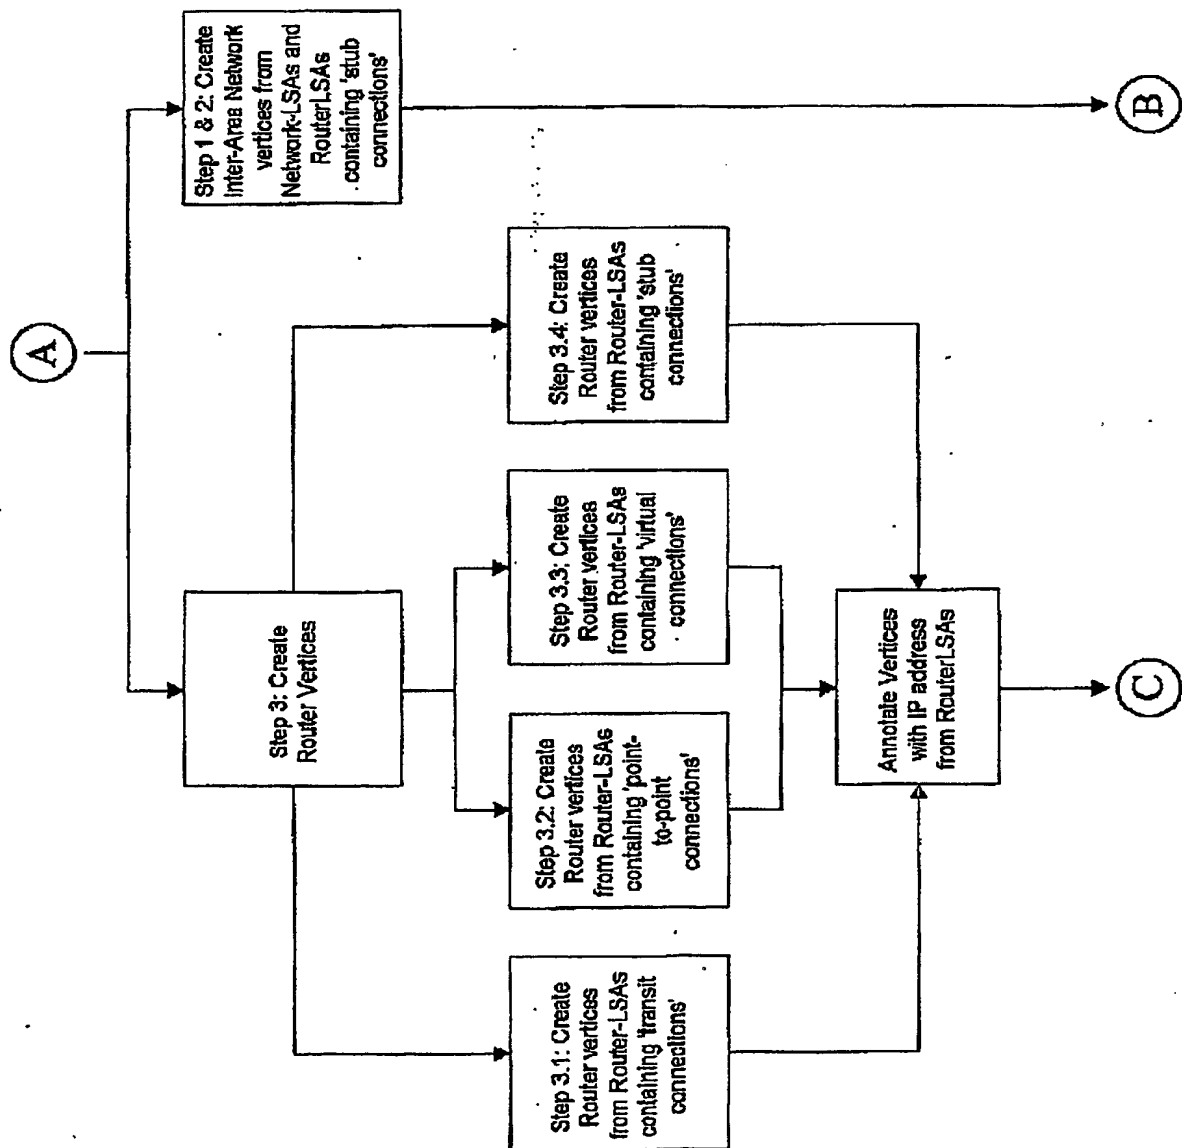 A
Step 1 & 2: Create
Inter-Area Network
vertices from
Network-LSAs and
RouterLSAs
containing 'stub
connections'
Step 3: Create
Router Vertices
Step 3.1: Create
Router vertices
from Router-LSAs
containing 'transit
connections'
Step 3.2: Create
Router vertices
from Router-LSAs
containing 'point-
to-point
connections'
Step 3.3: Create
Router vertices
from Router-LSAs
containing 'virtual
connections'
Step 3.4: Create
Router vertices
from Router-LSAs
containing 'stub
connections'
Annotate Vertices
with IP address
from RouterLSAs
B
C